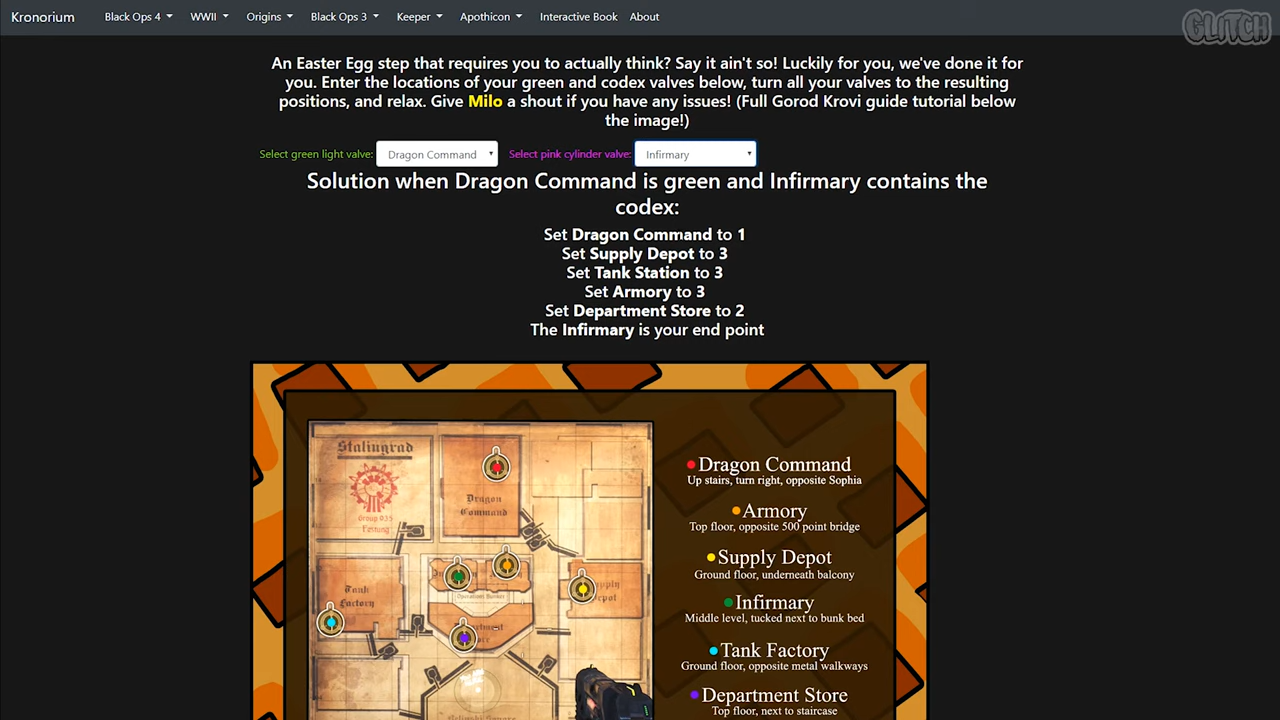 Kronorium Black Ops 4 WWII Origins Black Ops 3 Keeper Apothicon Interactive Book About
GLITCH
An Easter Egg step that requires you to actually think? Say it ain't so! Luckily for you, we've done it for
you. Enter the locations of your green and codex valves below, turn all your valves to the resulting
positions, and relax. Give Milo a shout if you have any issues! (Full Gorod Krovi guide tutorial below
the image!)
Select green light valve: Dragon Command Select pink cylinder valve: Infirmary
Solution when Dragon Command is green and Infirmary contains the
codex:
Set Dragon Command to 1
Set Supply Depot to 3
Set Tank Station to 3
Set Armory to 3
Set Department Store to 2
The Infirmary is your end point
Stalingrad
Group 935
Festung
Dragon
Command
Tank
Factory
Depot
Dragon Command
Up stairs, turn right, opposite Sophia
Armory
Top floor, opposite 500 point bridge
Supply Depot
Ground floor, underneath balcony
Infirmary
Middle level, tucked next to bunk bed
Tank Factory
Ground floor, opposite metal walkways
Department Store
Top floor, next to staircase